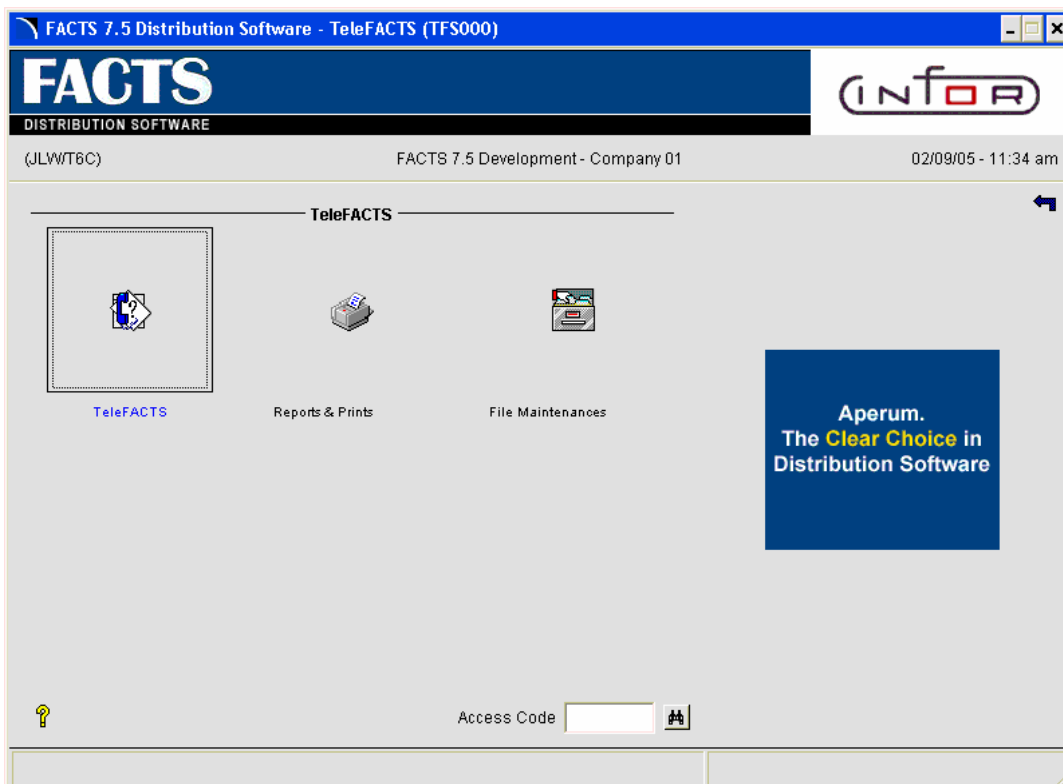 FACTS 7.5 Distribution Software - TeleFACTS (TFS000)
FACTS
DISTRIBUTION SOFTWARE
infor
(JLW/T6C)
FACTS 7.5 Development - Company 01
02/09/05 - 11:34 am
TeleFACTS
TeleFACTS
Reports & Prints
File Maintenances
Aperum.
The Clear Choice in
Distribution Software
Access Code